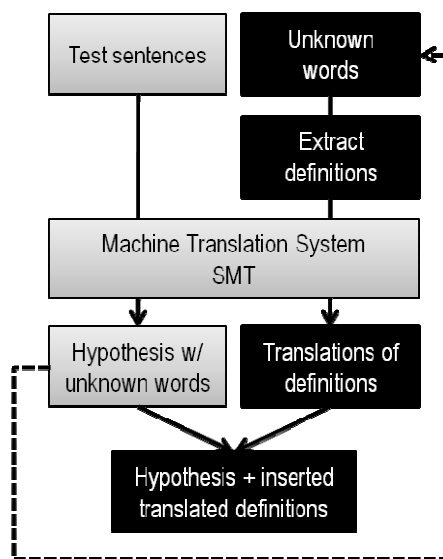 Test sentences
Unknown
words
Extract
definitions
Machine Translation System
SMT
Hypothesis w/
unknown words
Translations of
definitions
Hypothesis + inserted
translated definitions